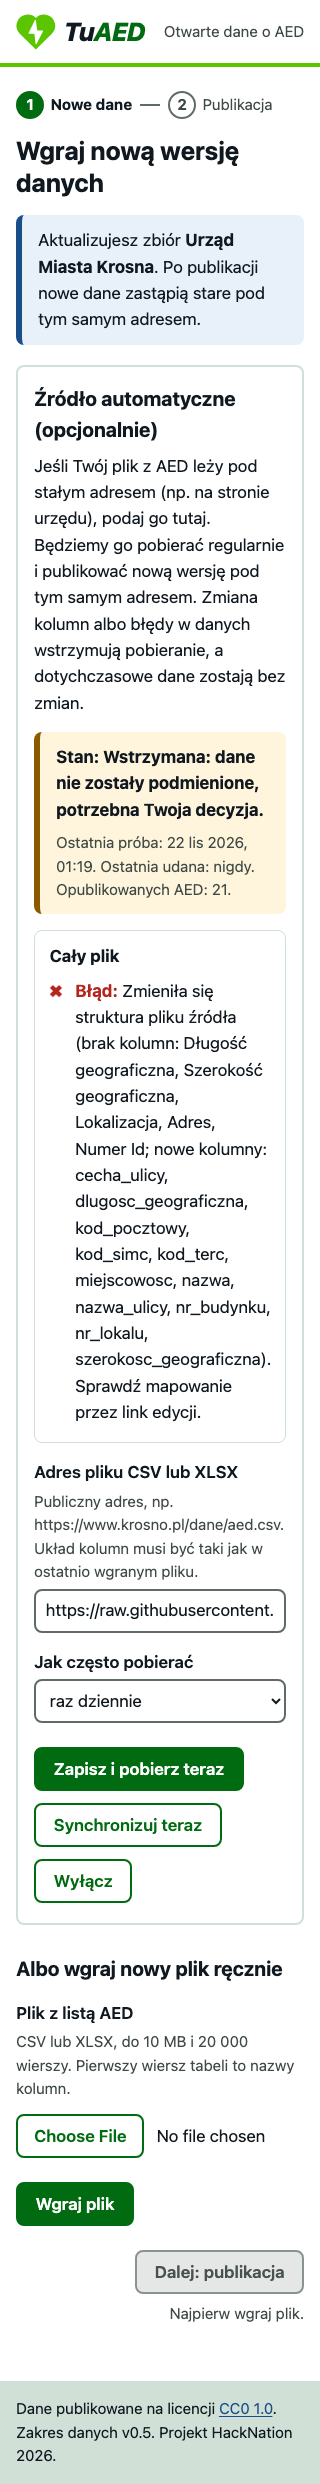 TuAED
Otwarte dane o AED
1 Nowe dane — 2 Publikacja
Wgraj nową wersję
danych
Aktualizujesz zbiór Urząd
Miasta Krosna. Po publikacji
nowe dane zastąpią stare pod
tym samym adresem.
Źródło automatyczne
(opcjonalnie)
Jeśli Twój plik z AED leży pod
stałym adresem (np. na stronie
urzędu), podaj go tutaj.
Będziemy go pobierać regularnie
i publikować nową wersję pod
tym samym adresem. Zmiana
kolumn albo błędy w danych
wstrzymują pobieranie, a
dotychczasowe dane zostają bez
zmian.
Stan: Wstrzymana: dane
nie zostały podmienione,
potrzebna Twoja decyzja.
Ostatnia próba: 22 lis 2026,
01:19. Ostatnia udana: nigdy.
Opublikowanych AED: 21.
Cały plik
✖ Błąd: Zmieniła się
struktura pliku źródła
(brak kolumn: Długość
geograficzna, Szerokość
geograficzna,
Lokalizacja, Adres,
Numer Id; nowe kolumny:
cecha_ulicy,
dlugosc_geograficzna,
kod_pocztowy,
kod_simc, kod_terc,
miejscowosc, nazwa,
nazwa_ulicy, nr_budynku,
nr_lokalu,
szerokosc_geograficzna).
Sprawdź mapowanie
przez link edycji.
Adres pliku CSV lub XLSX
Publiczny adres, np.
https://www.krosno.pl/dane/aed.csv.
Układ kolumn musi być taki jak w
ostatnio wgranym pliku.
https://raw.githubusercontent.
Jak często pobierać
raz dziennie
Zapisz i pobierz teraz
Synchronizuj teraz
Wyłącz
Albo wgraj nowy plik ręcznie
Plik z listą AED
CSV lub XLSX, do 10 MB i 20 000
wierszy. Pierwszy wiersz tabeli to nazwy
kolumn.
Choose File No file chosen
Wgraj plik
Dalej: publikacja
Najpierw wgraj plik.
Dane publikowane na licencji CC0 1.0.
Zakres danych v0.5. Projekt HackNation
2026.